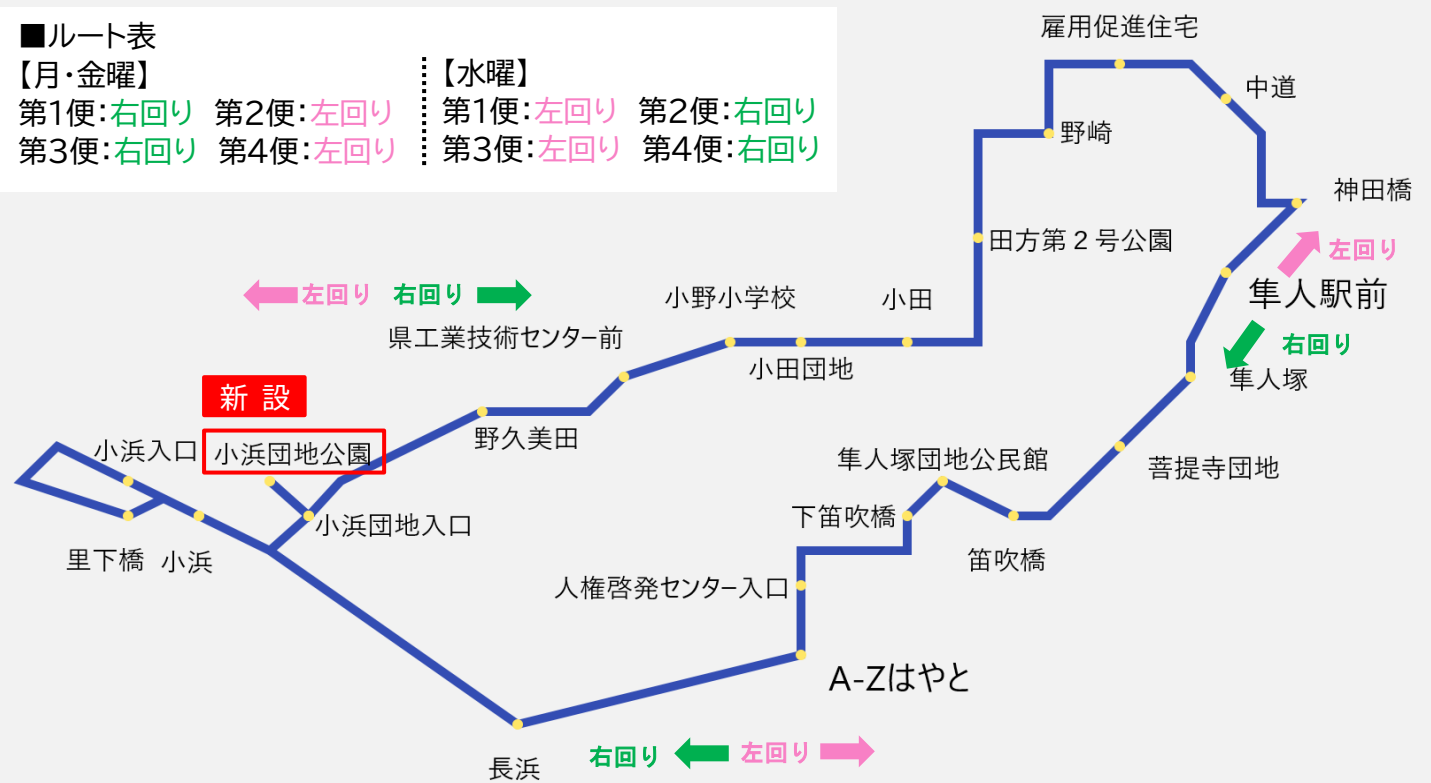 ■ルート表
【月・金曜】
第1便:右回り 第2便:左回り
第3便:右回り 第4便:左回り
【水曜】
第1便:左回り 第2便:右回り
第3便:左回り 第4便:右回り
雇用促進住宅
中道
野崎
神田橋
田方第２号公園
左回り
隼人駅前
右回り
隼人塚
左回り 右回り
小野小学校
小田
県工業技術センター前
小田団地
新 設
小浜入口
小浜団地公園
野久美田
隼人塚団地公民館
菩提寺団地
小浜団地入口
下笛吹橋
里下橋
小浜
笛吹橋
人権啓発センター入口
A-Zはやと
長浜
右回り 左回り